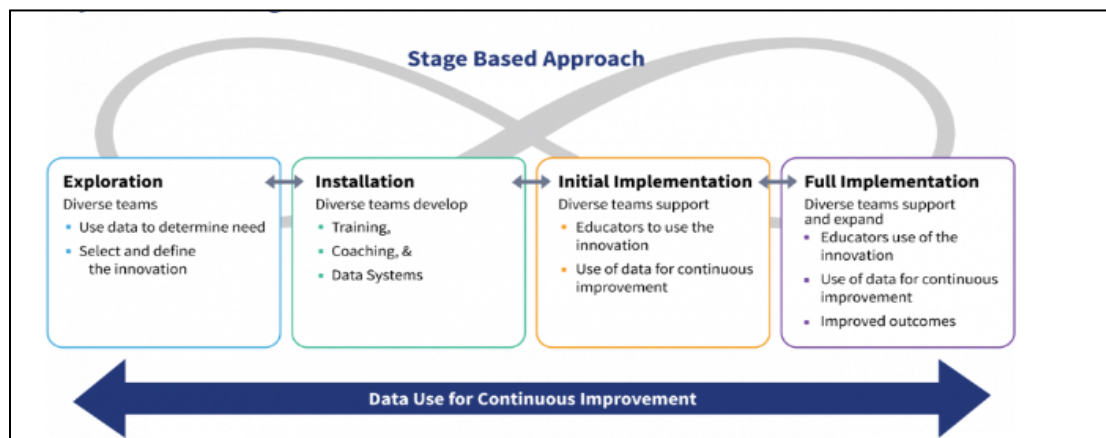 Stage Based Approach
Exploration
Diverse teams
Use data to determine need
Select and define
the innovation
Installation
Diverse teams develop
Training,
Coaching, &
Data Systems
Initial Implementation
Diverse teams support
Educators to use the
innovation
Use of data for continuous
improvement
Full Implementation
Diverse teams support
and expand
Educators use of the
innovation
Use of data for continuous
improvement
Improved outcomes
Data Use for Continuous Improvement